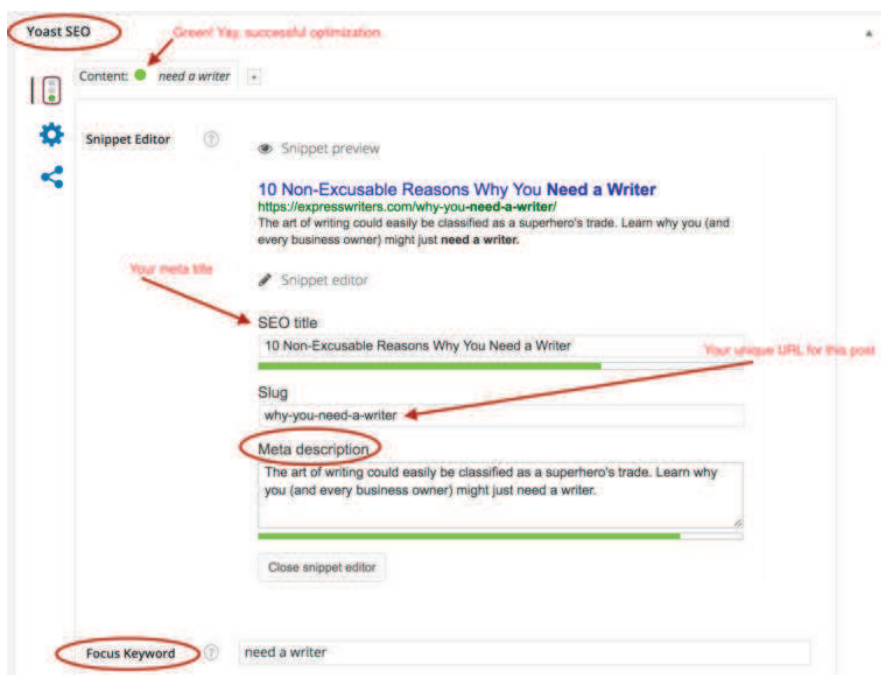 Yoast SEO
Green! Yay, successful optimization
Content: need a writer +
Snippet Editor ?
Snippet preview
10 Non-Excusable Reasons Why You Need a Writer
https://expresswriters.com/why-you-need-a-writer/
The art of writing could easily be classified as a superhero's trade. Learn why you (and
every business owner) might just need a writer.
Your meta title
Snippet editor
SEO title
10 Non-Excusable Reasons Why You Need a Writer
Your unique URL for this post
Slug
why-you-need-a-writer
Meta description
The art of writing could easily be classified as a superhero's trade. Learn why
you (and every business owner) might just need a writer.
Close snippet editor
Focus Keyword ? need a writer